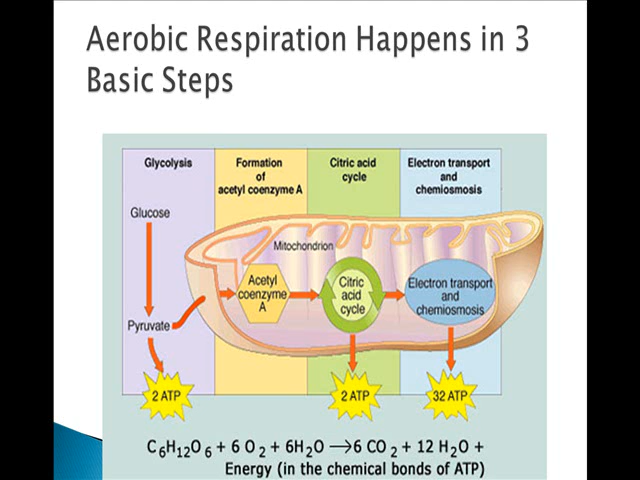 Aerobic Respiration Happens in 3
Basic Steps
Glycolysis
Formation
of
acetyl coenzyme A
Citric acid
cycle
Electron transport
and
chemiosmosis
Glucose
Mitochondrion
Acetyl
coenzyme
A
Citric
acid
cycle
Electron transport
and
chemiosmosis
Pyruvate
2 ATP
2 ATP
32 ATP
C6H12O6 + 6 O2 + 6H2O → 6 CO2 + 12 H2O +
Energy (in the chemical bonds of ATP)